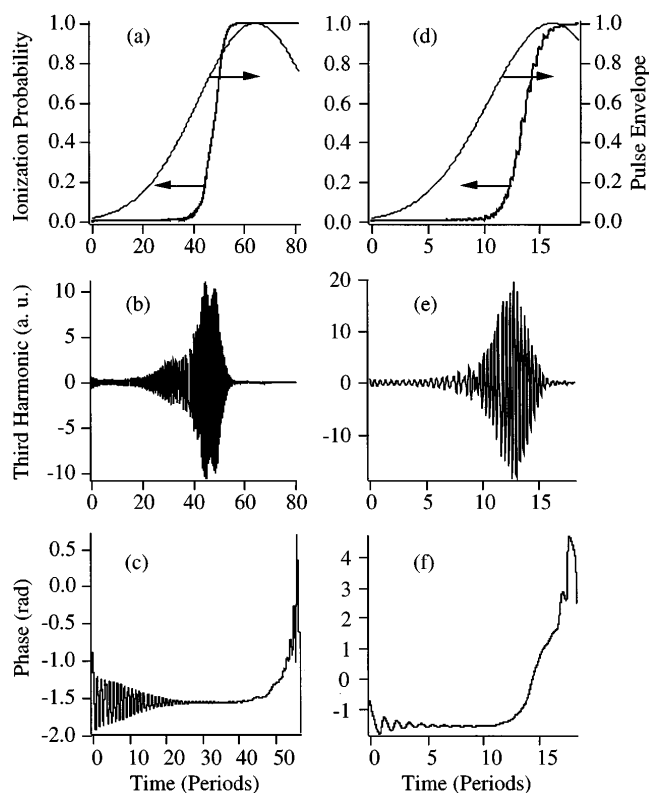 Ionization Probability
1.0
0.8
0.6
0.4
0.2
0.0
(a)
0 20 40 60 80
(d)
1.0
0.8
0.6
0.4
0.2
0.0
Pulse Envelope
0 5 10 15
Third Harmonic (a. u.)
10
5
0
-5
-10
(b)
0 20 40 60 80
20
10
0
-10
(e)
0 5 10 15
Phase (rad)
0.5
0.0
-0.5
-1.0
-1.5
-2.0
(c)
0 10 20 30 40 50
Time (Periods)
4
3
2
1
0
-1
(f)
0 5 10 15
Time (Periods)